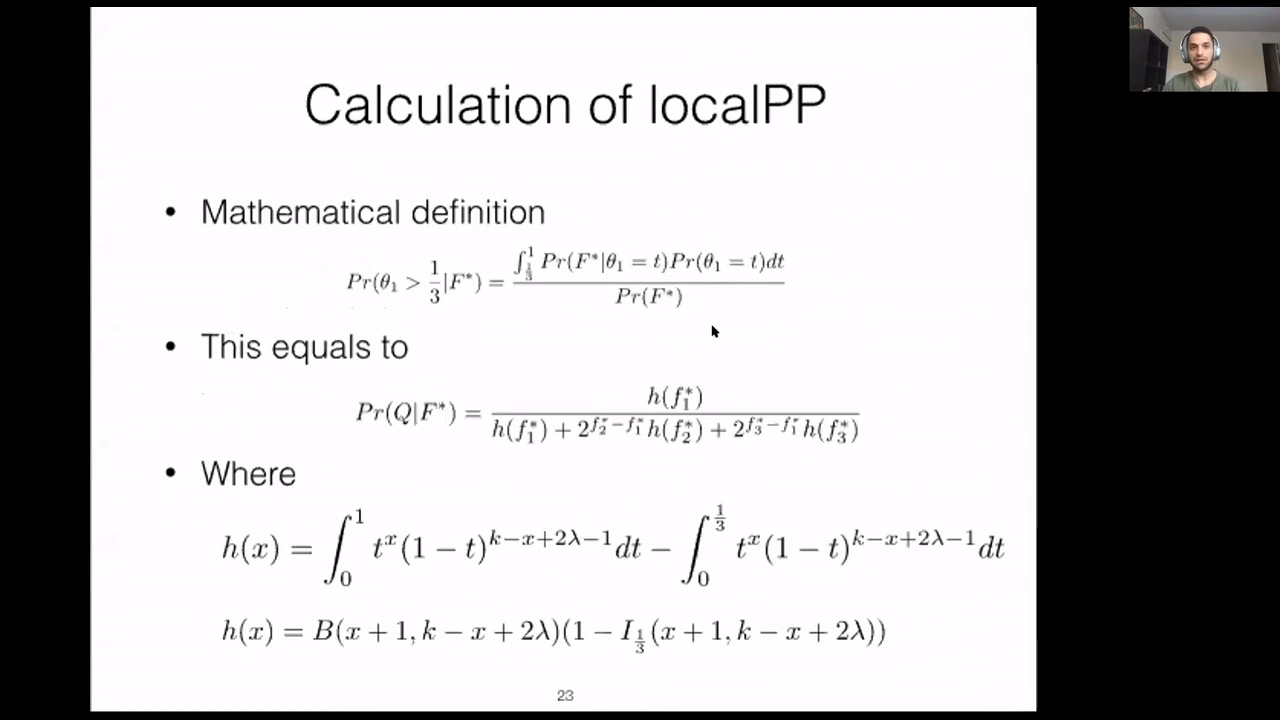 Calculation of localPP
• Mathematical definition
Pr(θ₁ > 1/3 |F*) = ∫_{1/3}^{1} Pr(F*|θ₁ = t)Pr(θ₁ = t)dt / Pr(F*)
• This equals to
Pr(Q|F*) = h(f₁*) / h(f₁*) + 2^{f₂*−f₁*} h(f₂*) + 2^{f₃*−f₁*} h(f₃*)
• Where
h(x) = ∫_{0}^{1} t^x(1 − t)^{k−x+2λ−1}dt − ∫_{0}^{1/3} t^x(1 − t)^{k−x+2λ−1}dt
h(x) = B(x + 1, k − x + 2λ)(1 − I_{1/3}(x + 1, k − x + 2λ))
23